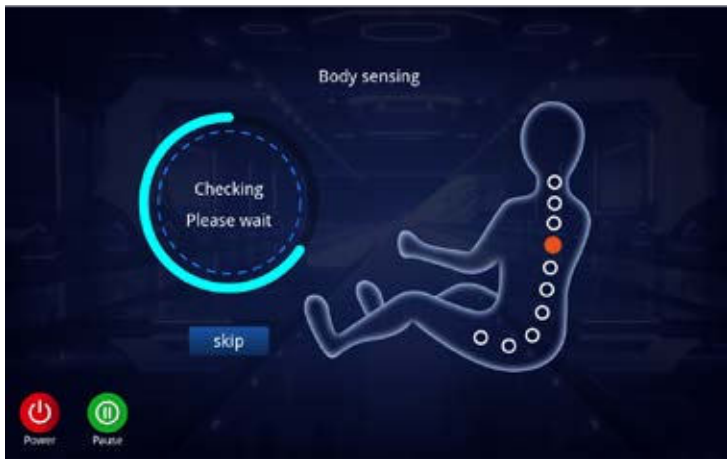 Body sensing
Checking
Please wait
skip
Power
Pause